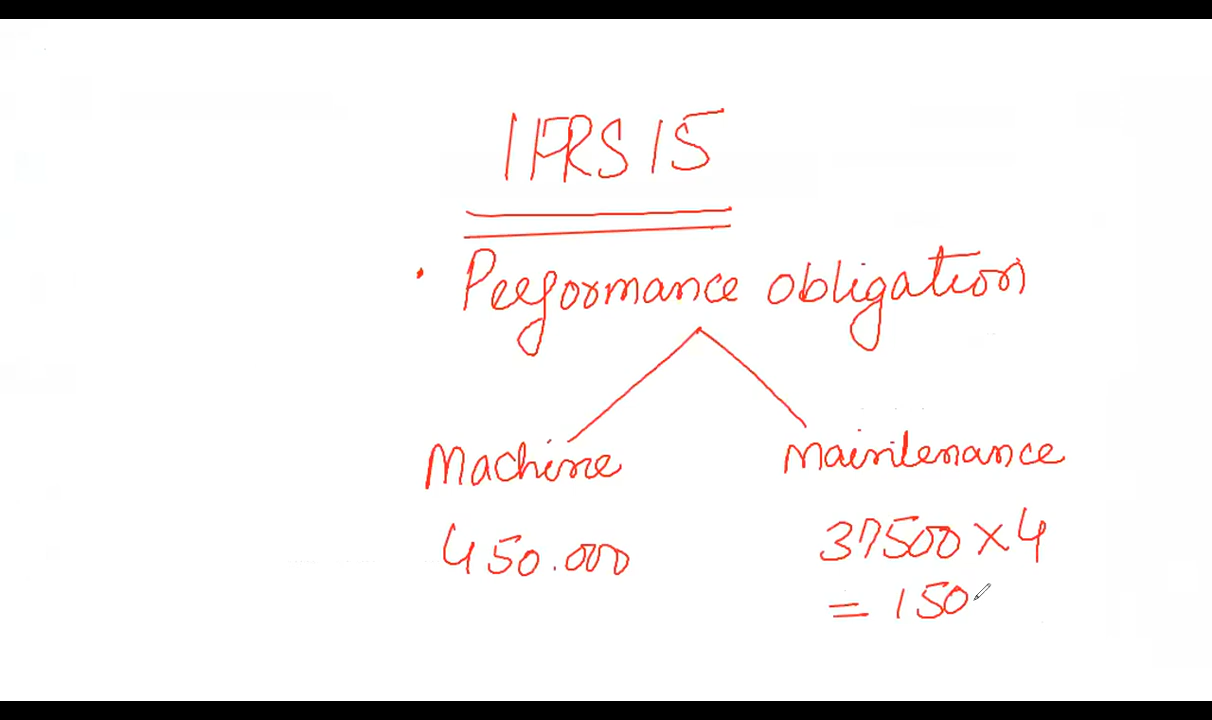 IFRS 15
· Performance obligation
Machine Maintenance
450.000 37500 × 4
= 150